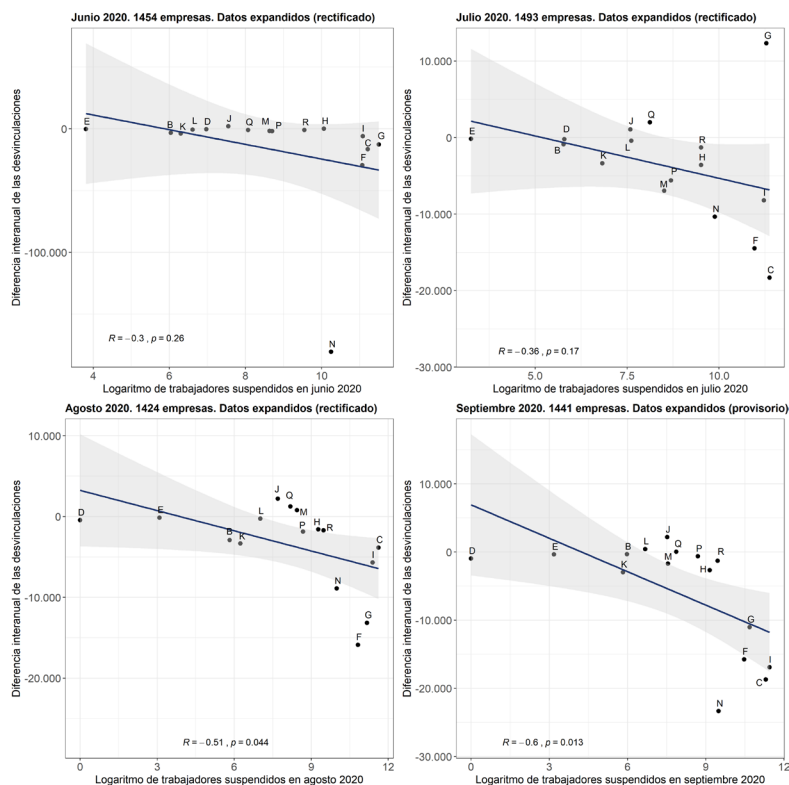 Junio 2020. 1454 empresas. Datos expandidos (rectificado)
Diferencia interanual de las desvinculaciones
0
-100.000
E
B
K
L
D
J
A
M
P
R
H
I
C
G
F
N
R = −0.3 , p = 0.26
4
6
8
10
Logaritmo de trabajadores suspendidos en junio 2020
Julio 2020. 1493 empresas. Datos expandidos (rectificado)
Diferencia interanual de las desvinculaciones
10.000
0
-10.000
-20.000
-30.000
G
Q
J
E
D
B
L
R
K
H
P
M
I
N
F
C
R = −0.36 , p = 0.17
5.0
7.5
10.0
Logaritmo de trabajadores suspendidos en julio 2020
Agosto 2020. 1424 empresas. Datos expandidos (rectificado)
Diferencia interanual de las desvinculaciones
10.000
0
-10.000
-20.000
J
Q
M
D
E
L
H
R
B
P
K
C
I
N
G
F
R = −0.51 , p = 0.044
0
3
6
9
12
Logaritmo de trabajadores suspendidos en agosto 2020
Septiembre 2020. 1441 empresas. Datos expandidos (provisorio)
Diferencia interanual de las desvinculaciones
10.000
0
-10.000
-20.000
-30.000
J
L
Q
D
E
B
P
R
M
K
H
G
F
I
C
N
R = −0.6 , p = 0.013
0
3
6
9
12
Logaritmo de trabajadores suspendidos en septiembre 2020